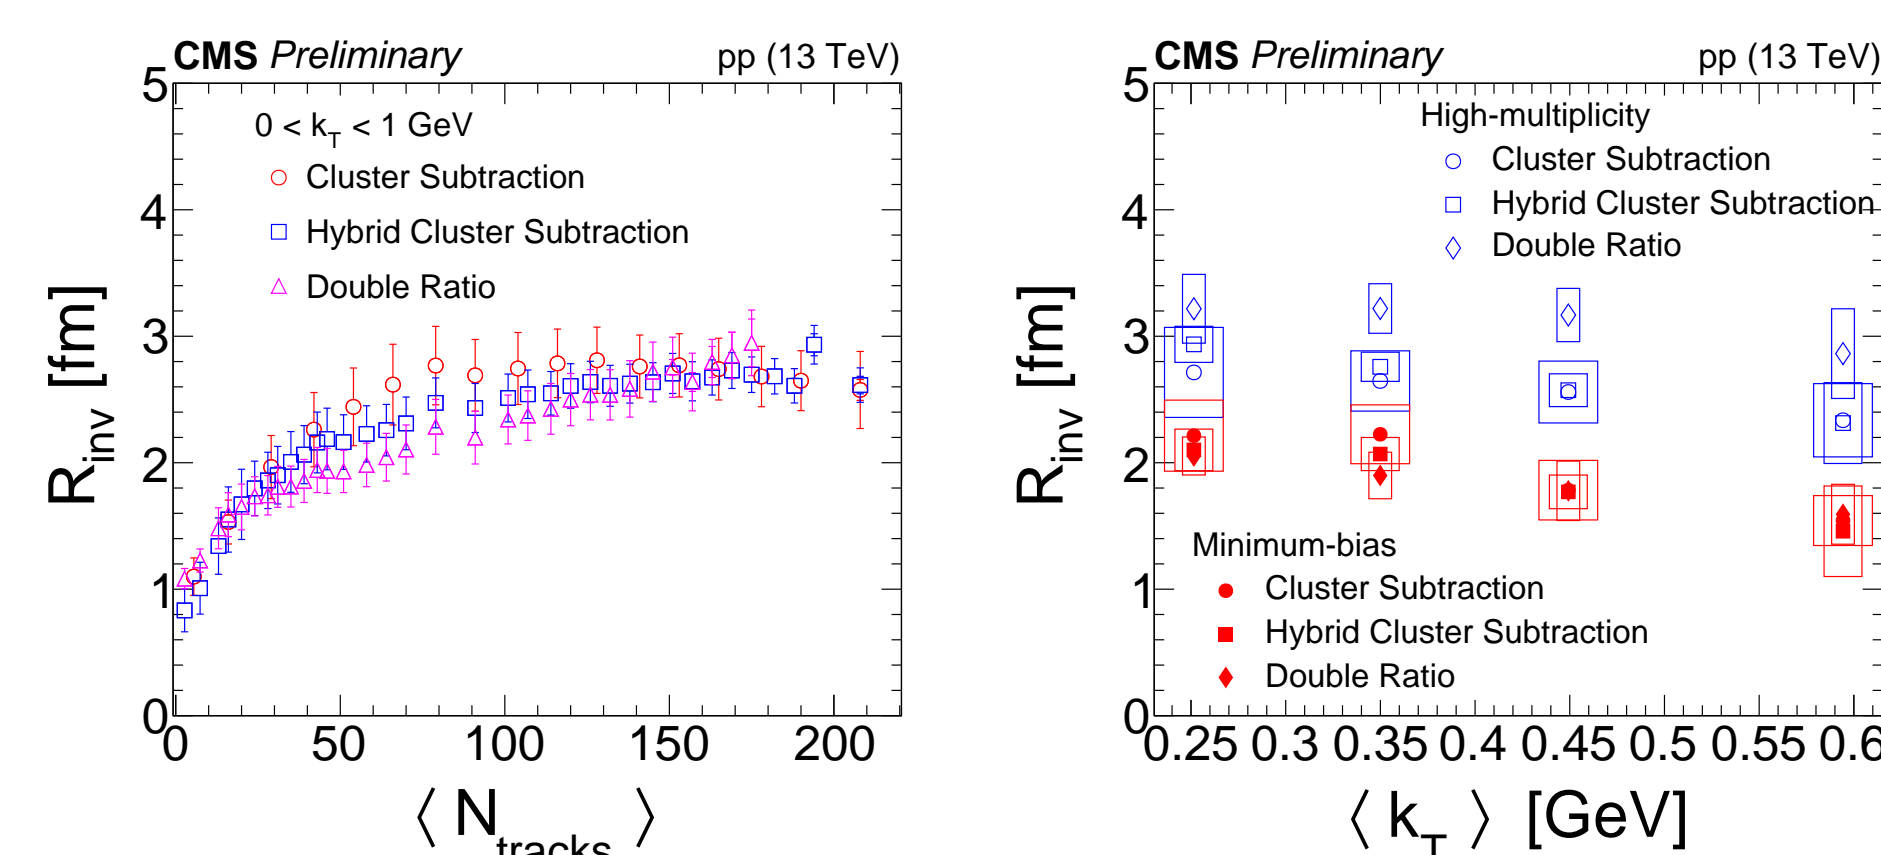 CMS Preliminary pp (13 TeV)
5
4
3
2
1
0
R_inv [fm]
0 < k_T < 1 GeV
Cluster Subtraction
Hybrid Cluster Subtraction
Double Ratio
0 50 100 150 200
⟨ N_tracks ⟩
CMS Preliminary pp (13 TeV)
5
4
3
2
1
0
R_inv [fm]
High-multiplicity
Cluster Subtraction
Hybrid Cluster Subtraction
Double Ratio
Minimum-bias
Cluster Subtraction
Hybrid Cluster Subtraction
Double Ratio
0.25 0.3 0.35 0.4 0.45 0.5 0.55 0.6
⟨ k_T ⟩ [GeV]